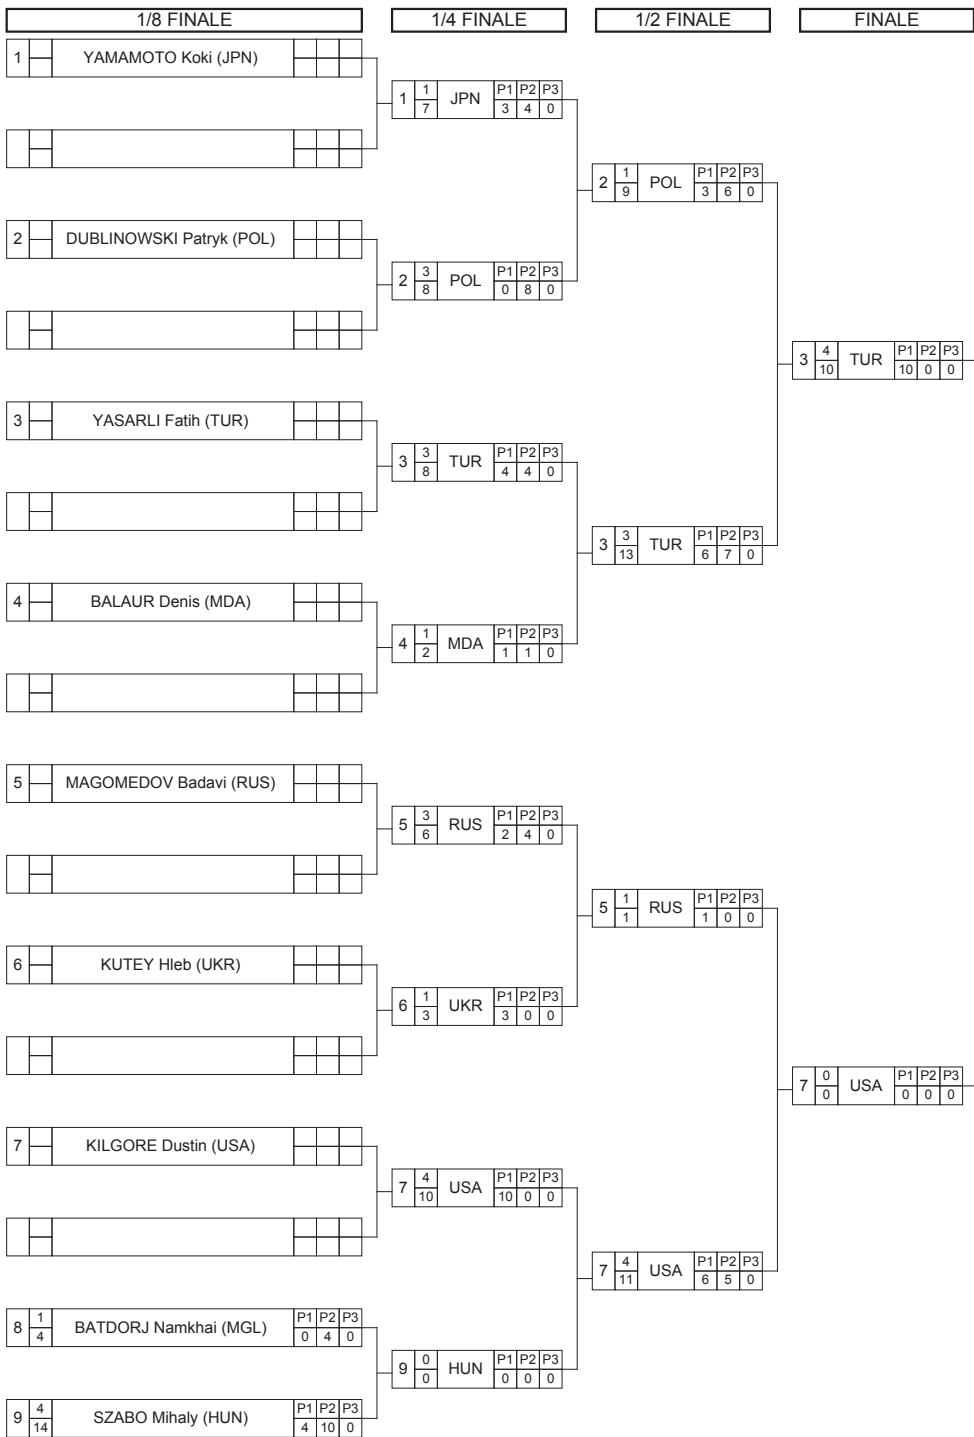 1/8 FINALE 1/4 FINALE 1/2 FINALE FINALE
1 YAMAMOTO Koki (JPN)
1 1 7 JPN P1 P2 P3 3 4 0
2 1 9 POL P1 P2 P3 3 6 0
2 DUBLINOWSKI Patryk (POL)
2 3 8 POL P1 P2 P3 0 8 0
3 4 10 TUR P1 P2 P3 10 0 0
3 YASARLI Fatih (TUR)
3 3 8 TUR P1 P2 P3 4 4 0
3 3 13 TUR P1 P2 P3 6 7 0
4 BALAUR Denis (MDA)
4 1 2 MDA P1 P2 P3 1 1 0
5 MAGOMEDOV Badavi (RUS)
5 3 6 RUS P1 P2 P3 2 4 0
5 1 1 RUS P1 P2 P3 1 0 0
6 KUTEY Hleb (UKR)
6 1 3 UKR P1 P2 P3 3 0 0
7 0 0 USA P1 P2 P3 0 0 0
7 KILGORE Dustin (USA)
7 4 10 USA P1 P2 P3 10 0 0
7 4 11 USA P1 P2 P3 6 5 0
8 1 4 BATDORJ Namkhai (MGL) P1 P2 P3 0 4 0
9 0 0 HUN P1 P2 P3 0 0 0
9 4 14 SZABO Mihaly (HUN) P1 P2 P3 4 10 0